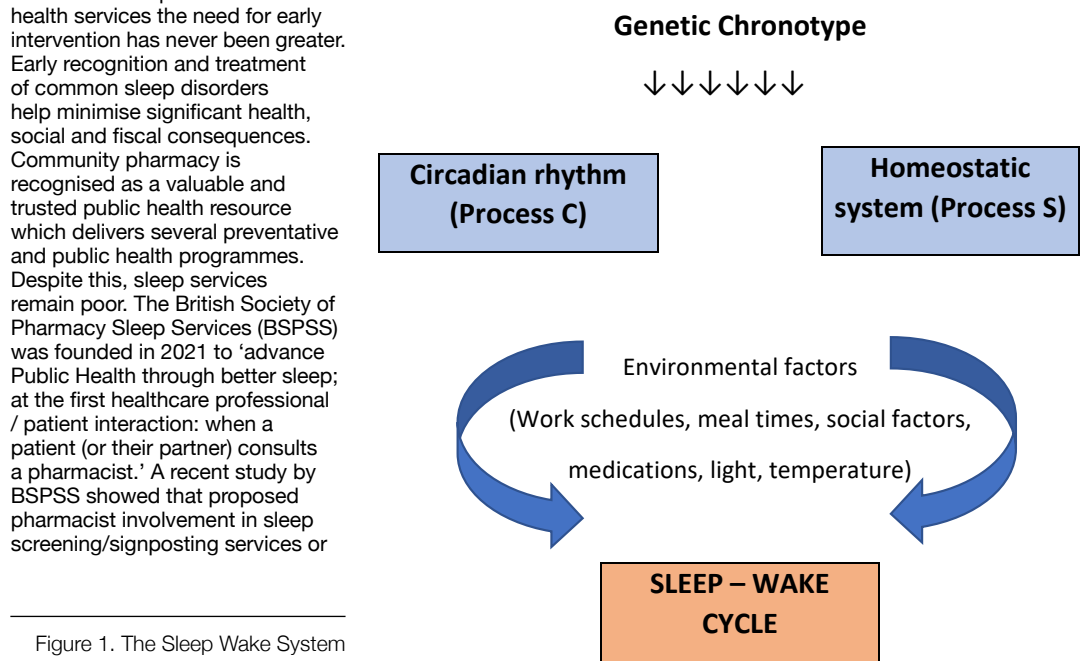 health services the need for early
intervention has never been greater.
Early recognition and treatment
of common sleep disorders
help minimise significant health,
social and fiscal consequences.
Community pharmacy is
recognised as a valuable and
trusted public health resource
which delivers several preventative
and public health programmes.
Despite this, sleep services
remain poor. The British Society of
Pharmacy Sleep Services (BSPSS)
was founded in 2021 to ‘advance
Public Health through better sleep;
at the first healthcare professional
/ patient interaction: when a
patient (or their partner) consults
a pharmacist.’ A recent study by
BSPSS showed that proposed
pharmacist involvement in sleep
screening/signposting services or
Figure 1. The Sleep Wake System
Genetic Chronotype
↓↓↓↓↓↓
Circadian rhythm
(Process C)
Homeostatic
system (Process S)
Environmental factors
(Work schedules, meal times, social factors,
medications, light, temperature)
SLEEP – WAKE
CYCLE